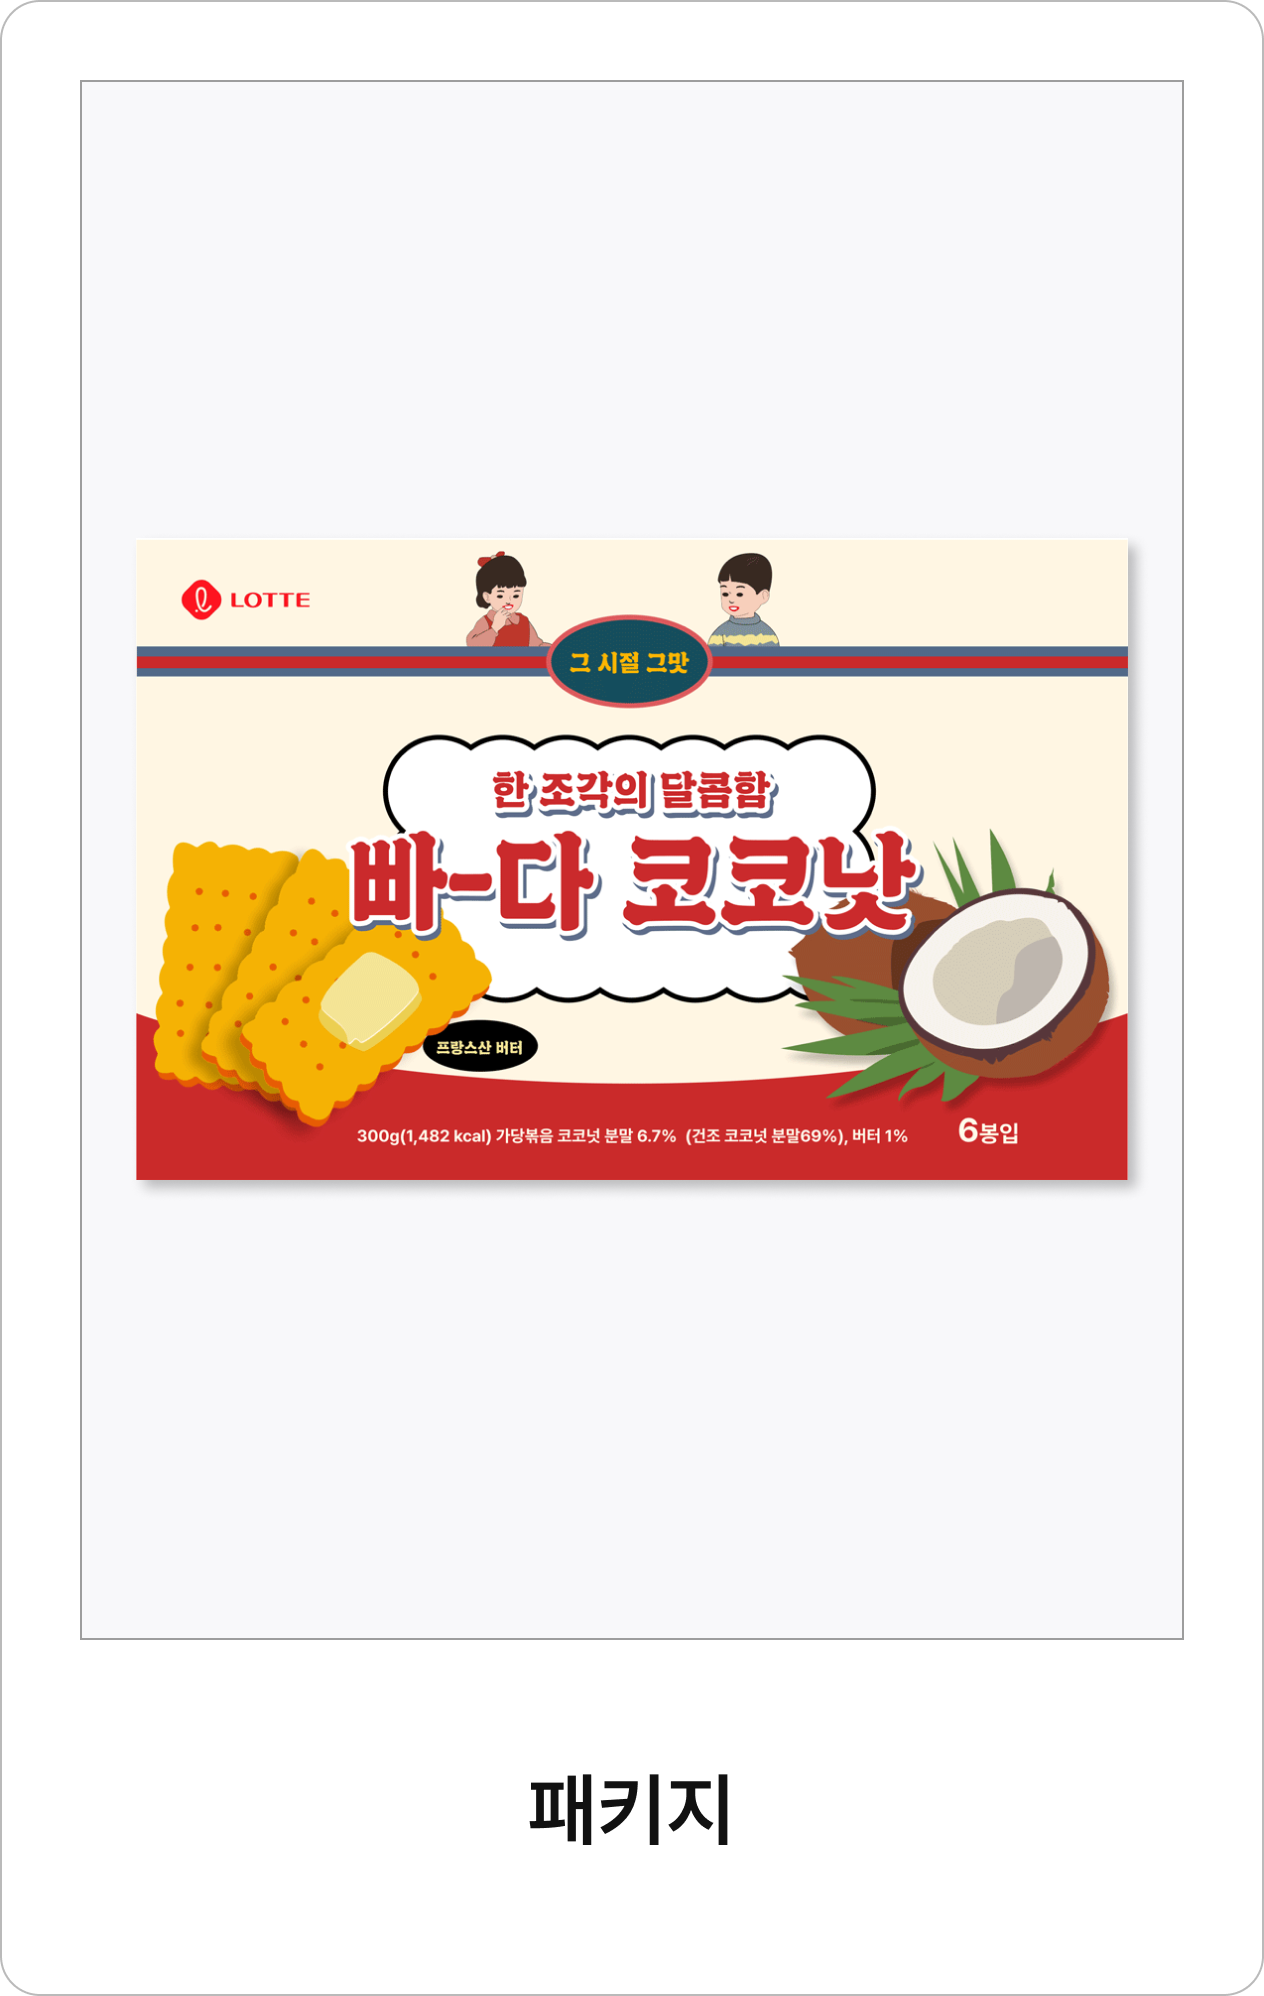 LOTTE
그 시절 그맛
한 조각의 달콤함
빠-다 코코낫
프랑스산 버터
300g(1,482 kcal) 가당볶음 코코넛 분말 6.7% (건조 코코넛 분말69%), 버터 1%
6봉입
패키지